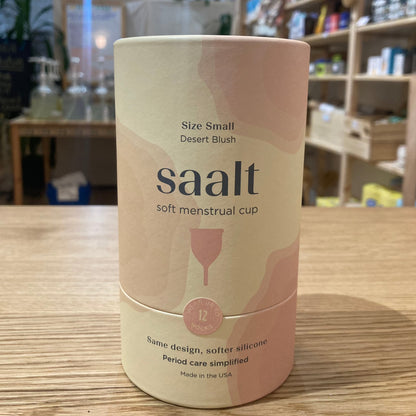 Size Small
Desert Blush
saalt
soft menstrual cup
12
HOURS
Same design, softer silicone
Period care simplified
Made in the USA